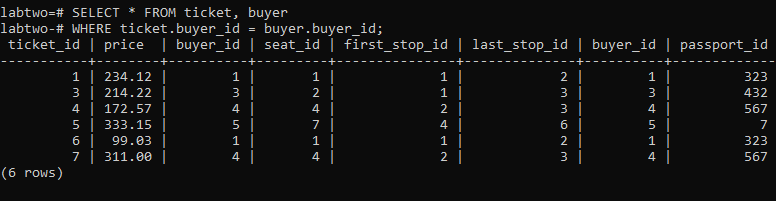 labtwo=# SELECT * FROM ticket, buyer
labtwo-# WHERE ticket.buyer_id = buyer.buyer_id;
 ticket_id | price  | buyer_id | seat_id | first_stop_id | last_stop_id | buyer_id | passport_id
-----------+--------+----------+---------+---------------+--------------+----------+-------------
         1 | 234.12 |        1 |       1 |             1 |            2 |        1 |         323
         3 | 214.22 |        3 |       2 |             1 |            3 |        3 |         432
         4 | 172.57 |        4 |       4 |             2 |            3 |        4 |         567
         5 | 333.15 |        5 |       7 |             4 |            6 |        5 |           7
         6 |  99.03 |        1 |       1 |             1 |            2 |        1 |         323
         7 | 311.00 |        4 |       4 |             2 |            3 |        4 |         567
(6 rows)